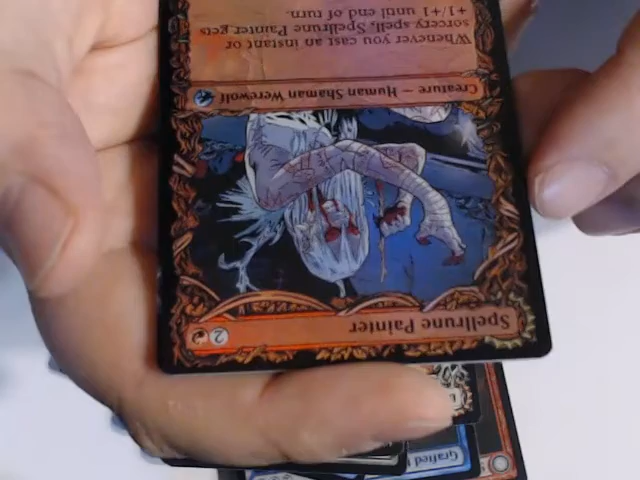 Spellrune Painter 2
Creature — Human Shaman Werewolf
Whenever you cast an instant or
sorcery spell, Spellrune Painter gets
+1/+1 until end of turn.
Grafted